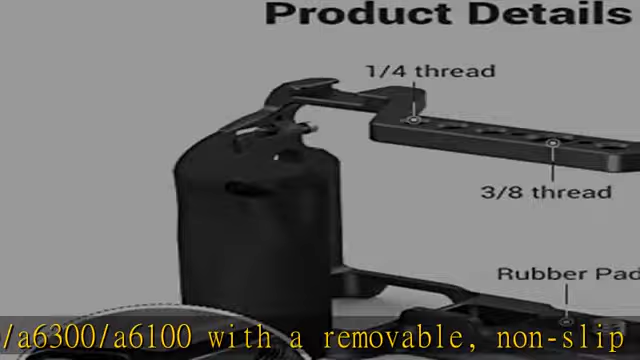 Product Details
1/4 thread
3/8 thread
Rubber Pad
/a6300/a6100 with a removable, non-slip